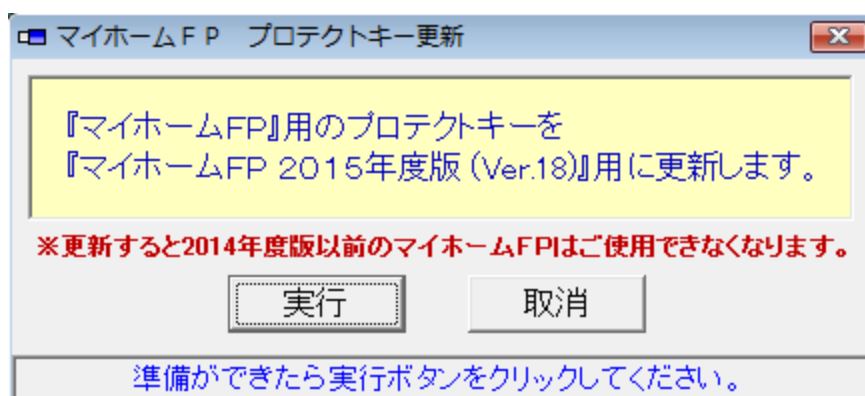 マイホームＦＰ　プロテクトキー更新
『マイホームFP』用のプロテクトキーを
『マイホームFP ２０１５年度版 (Ver.18)』用に更新します。
※更新すると2014年度版以前のマイホームFPはご使用できなくなります。
実行 取消
準備ができたら実行ボタンをクリックしてください。